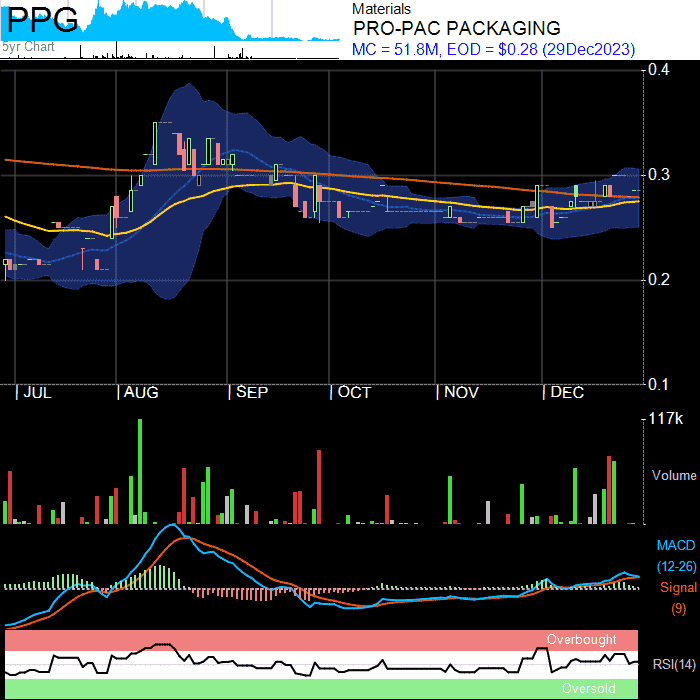 PPG
5yr Chart
Materials
PRO-PAC PACKAGING
MC = 51.8M, EOD = $0.28 (29Dec2023)
0.4
0.3
0.2
0.1
JUL AUG SEP OCT NOV DEC
117k
Volume
MACD
(12-26)
Signal
(9)
Overbought
RSI(14)
Oversold